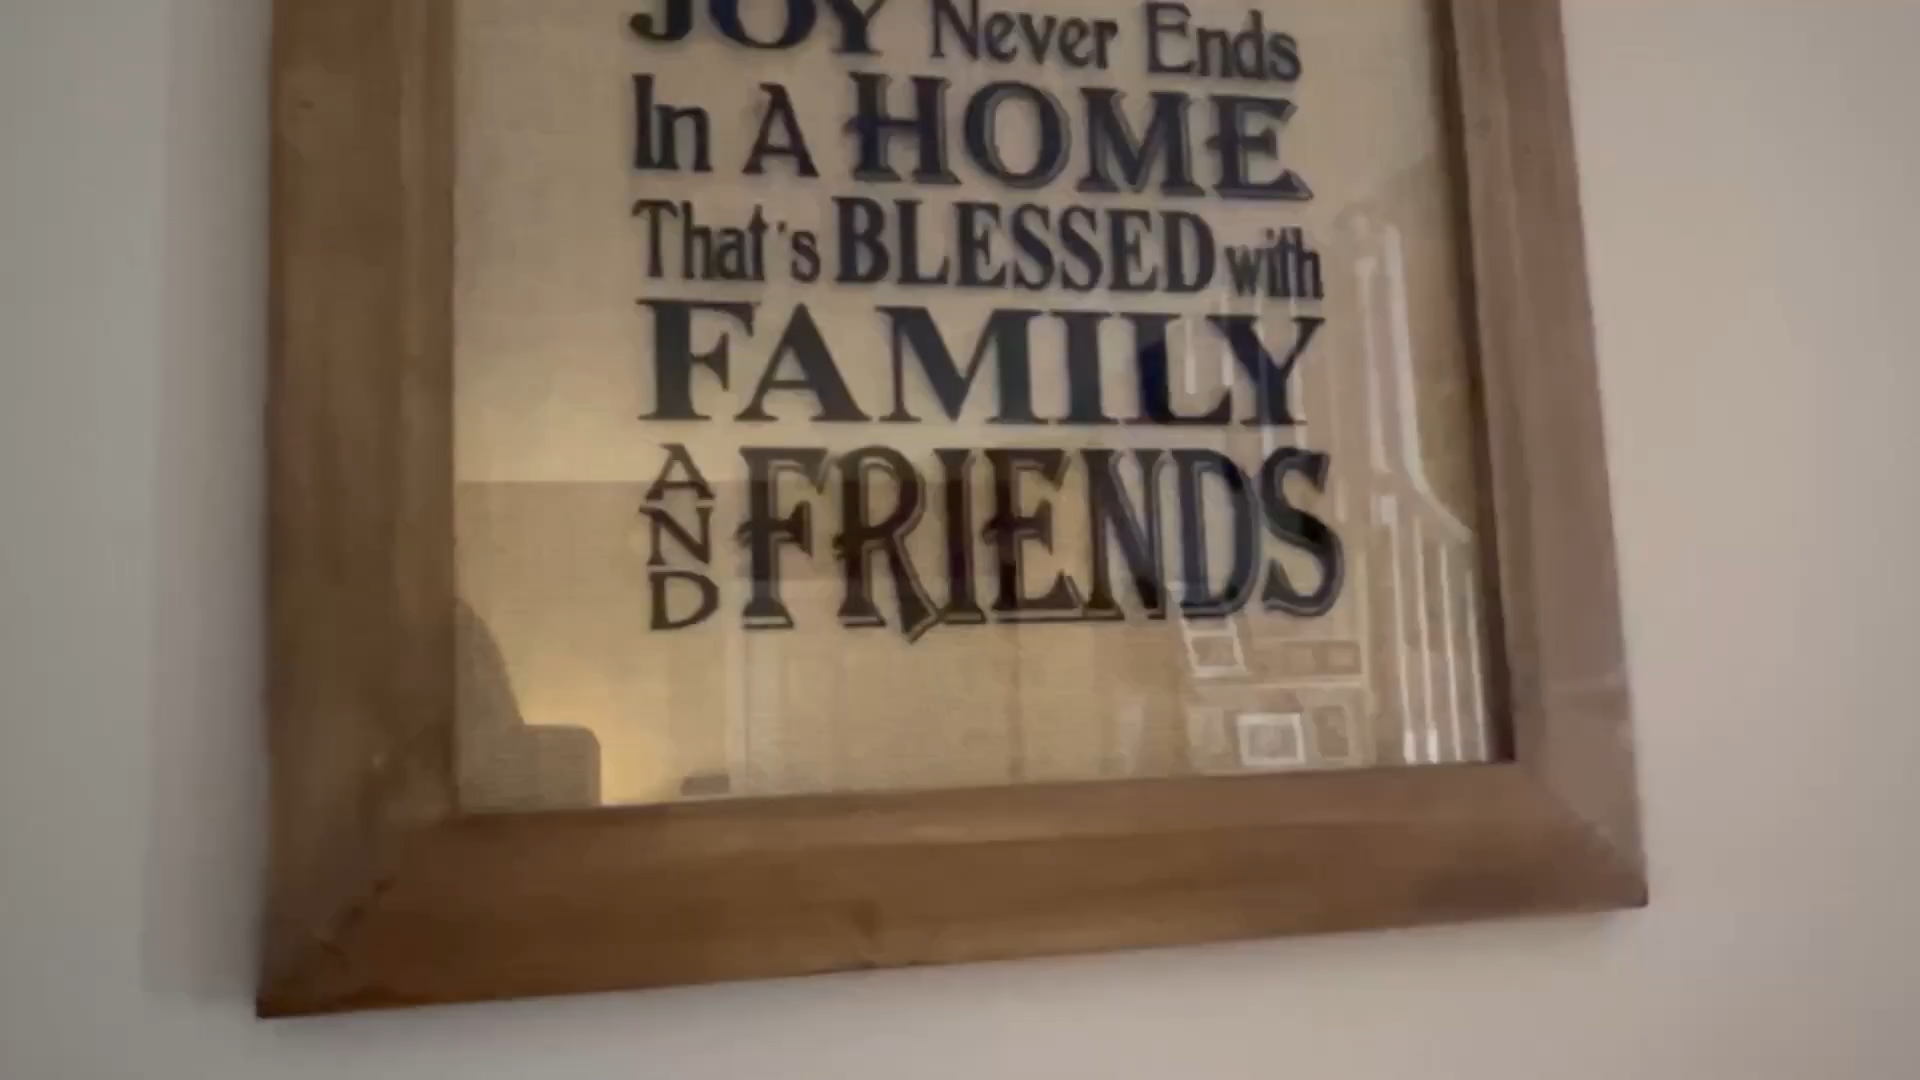 JOY Never Ends
In A HOME
That's BLESSED with
FAMILY
AND FRIENDS